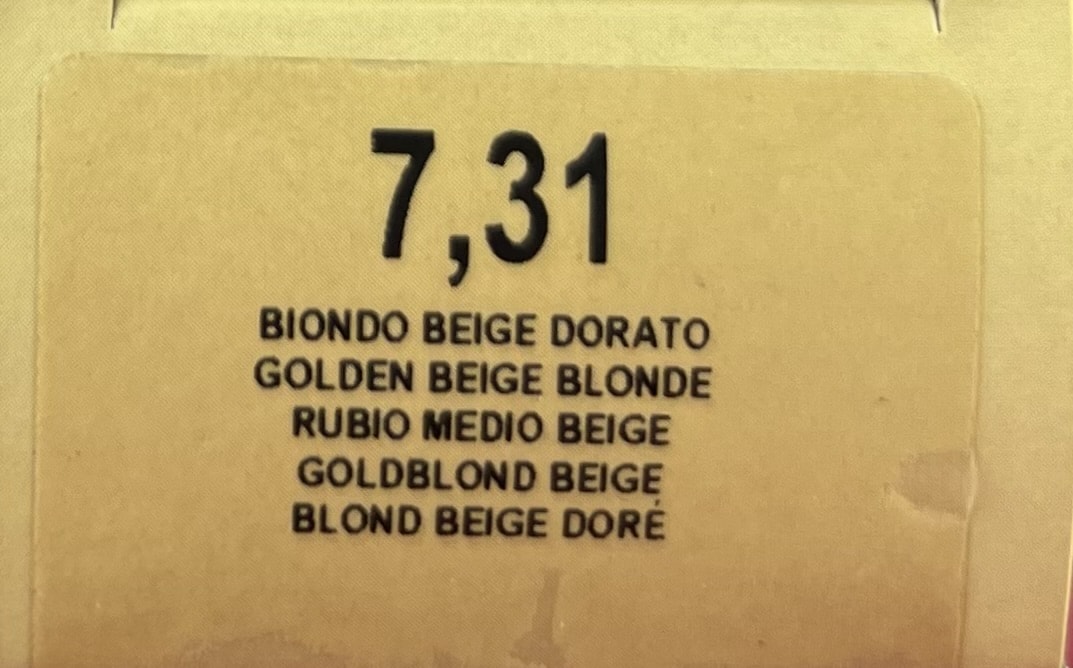 7,31
BIONDO BEIGE DORATO
GOLDEN BEIGE BLONDE
RUBIO MEDIO BEIGE
GOLDBLOND BEIGE
BLOND BEIGE DORÉ